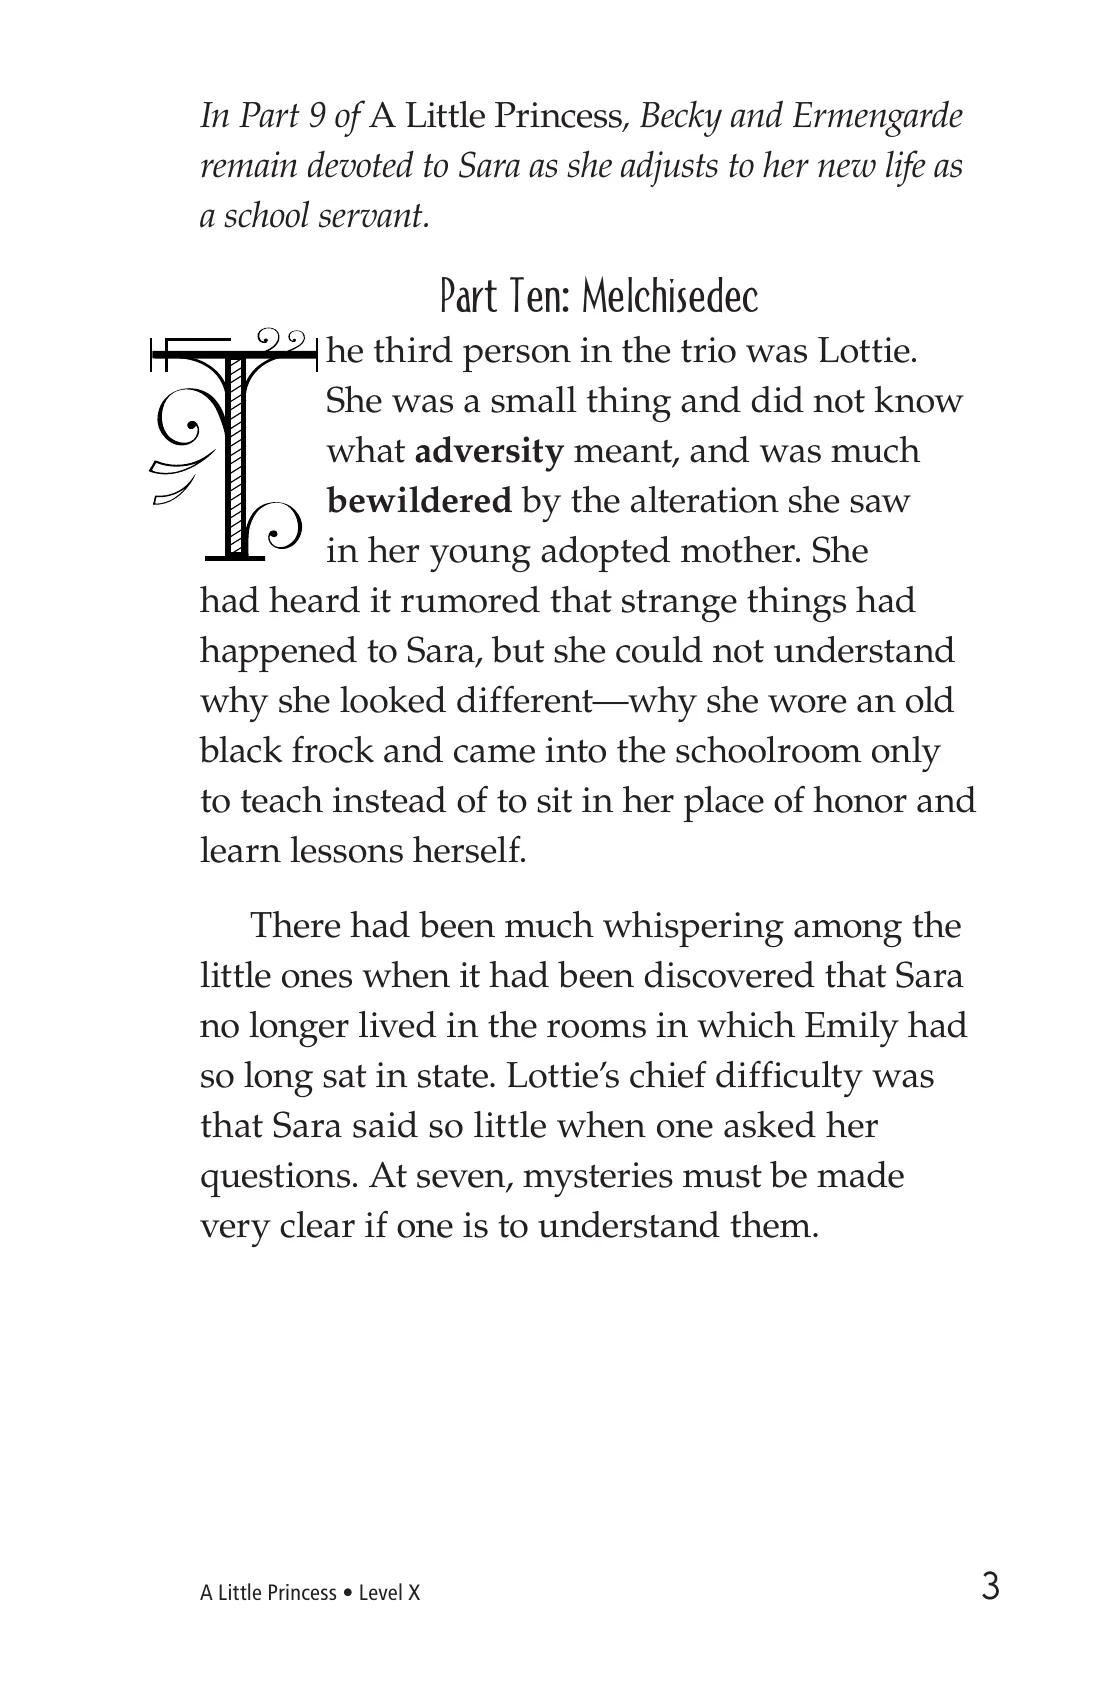 In Part 9 of A Little Princess, Becky and Ermengarde
remain devoted to Sara as she adjusts to her new life as
a school servant.
Part Ten: Melchisedec
The third person in the trio was Lottie.
She was a small thing and did not know
what adversity meant, and was much
bewildered by the alteration she saw
in her young adopted mother. She
had heard it rumored that strange things had
happened to Sara, but she could not understand
why she looked different—why she wore an old
black frock and came into the schoolroom only
to teach instead of to sit in her place of honor and
learn lessons herself.
There had been much whispering among the
little ones when it had been discovered that Sara
no longer lived in the rooms in which Emily had
so long sat in state. Lottie’s chief difficulty was
that Sara said so little when one asked her
questions. At seven, mysteries must be made
very clear if one is to understand them.
A Little Princess • Level X
3